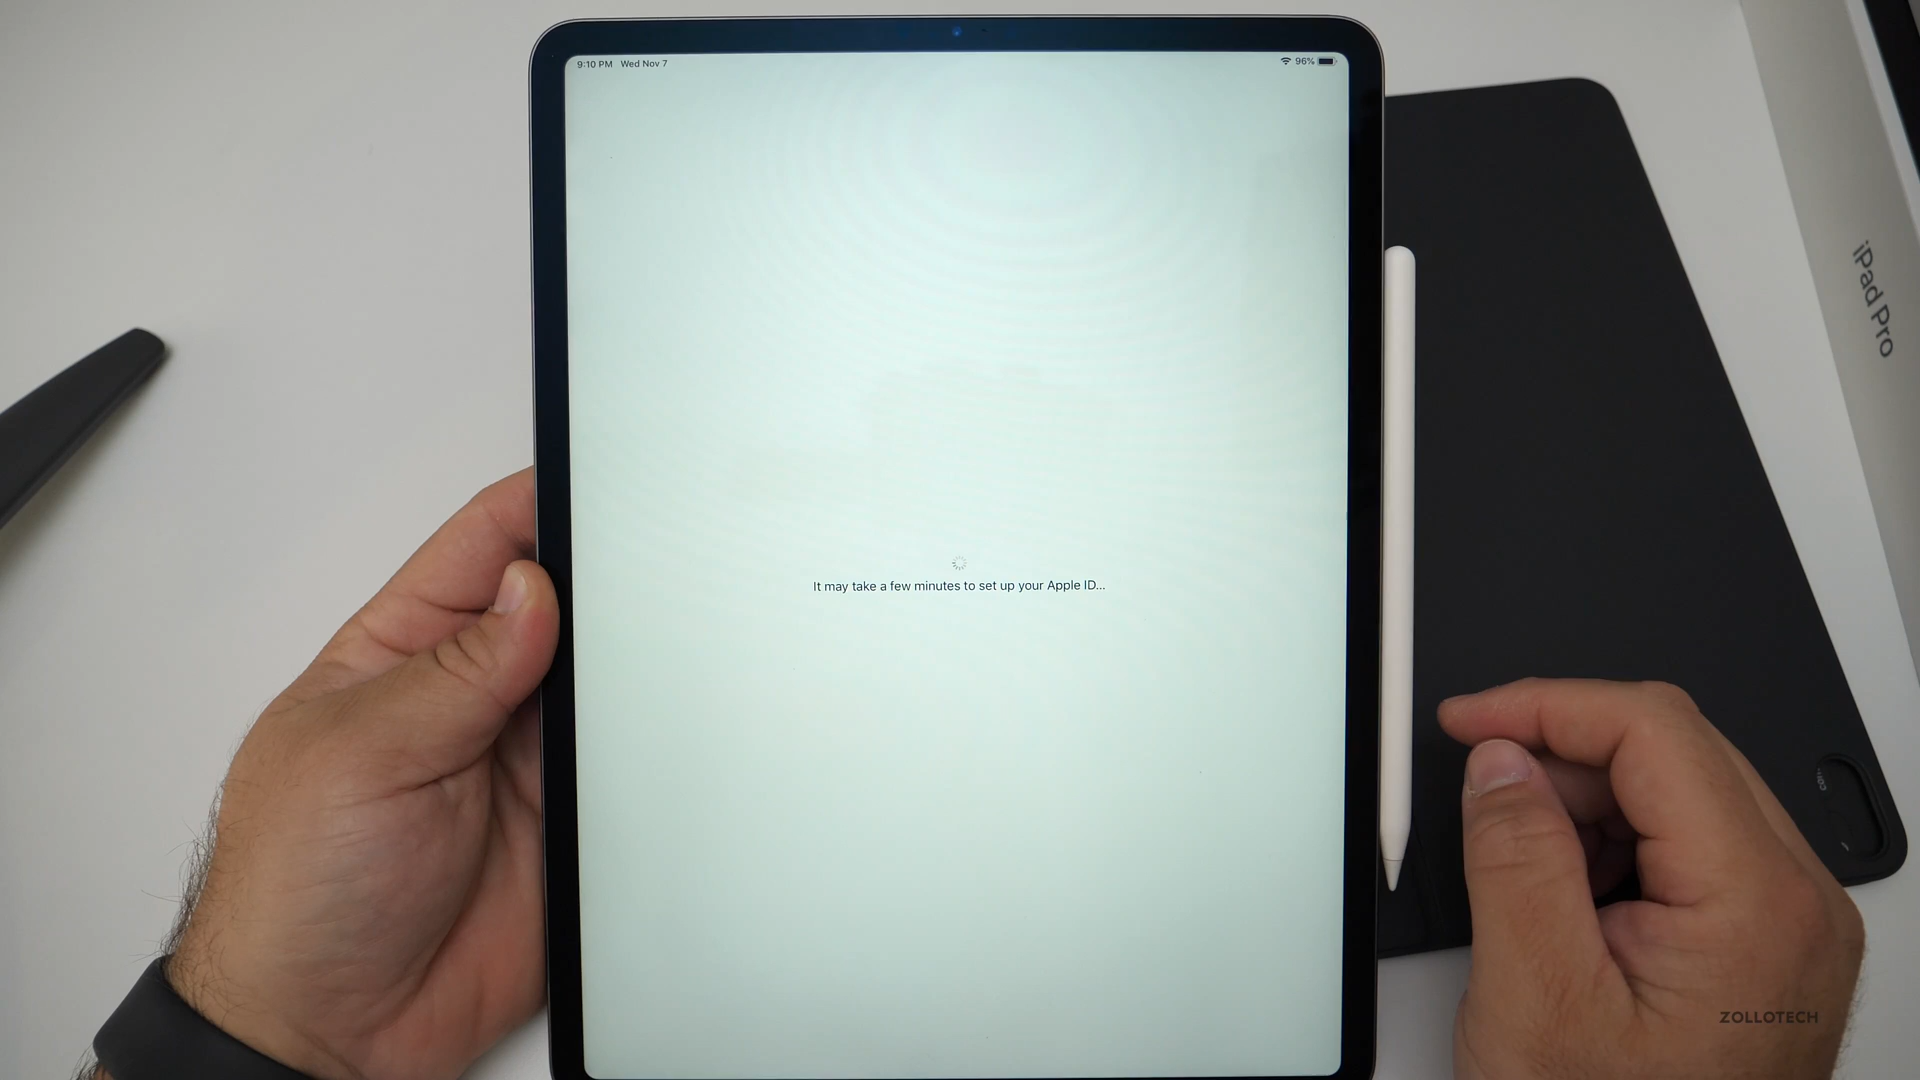 9:10 PM Wed Nov 7
96%
It may take a few minutes to set up your Apple ID...
iPad Pro
ZOLLOTECH